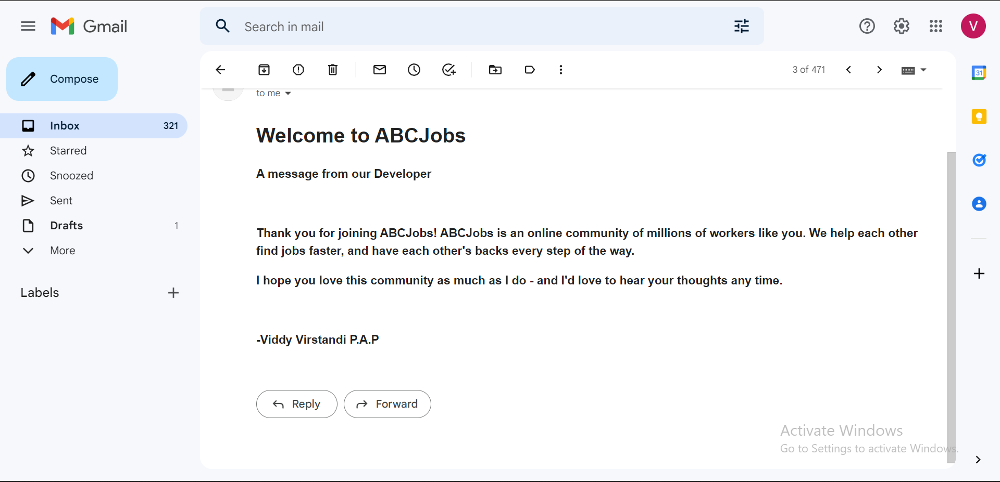 Gmail
Search in mail
V
Compose
3 of 471
31
to me
Inbox 321
Starred
Snoozed
Sent
Drafts 1
More
Labels
Welcome to ABCJobs
A message from our Developer
Thank you for joining ABCJobs! ABCJobs is an online community of millions of workers like you. We help each other
find jobs faster, and have each other's backs every step of the way.
I hope you love this community as much as I do - and I'd love to hear your thoughts any time.
-Viddy Virstandi P.A.P
Reply
Forward
Activate Windows
Go to Settings to activate Windows.